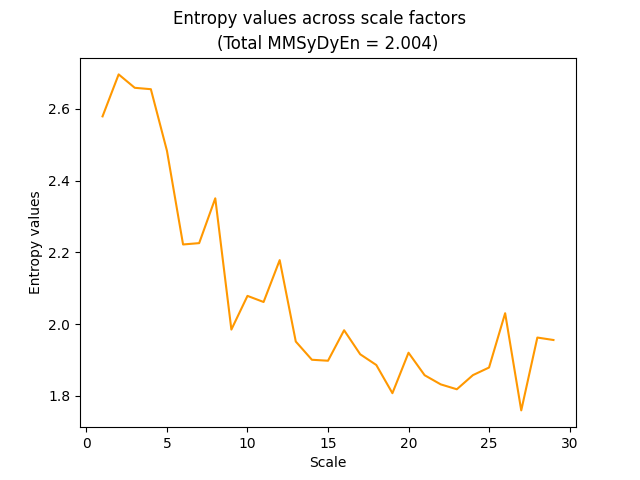 Entropy values across scale factors
(Total MMSyDyEn = 2.004)
2.6
2.4
2.2
2.0
1.8
Entropy values
0 5 10 15 20 25 30
Scale